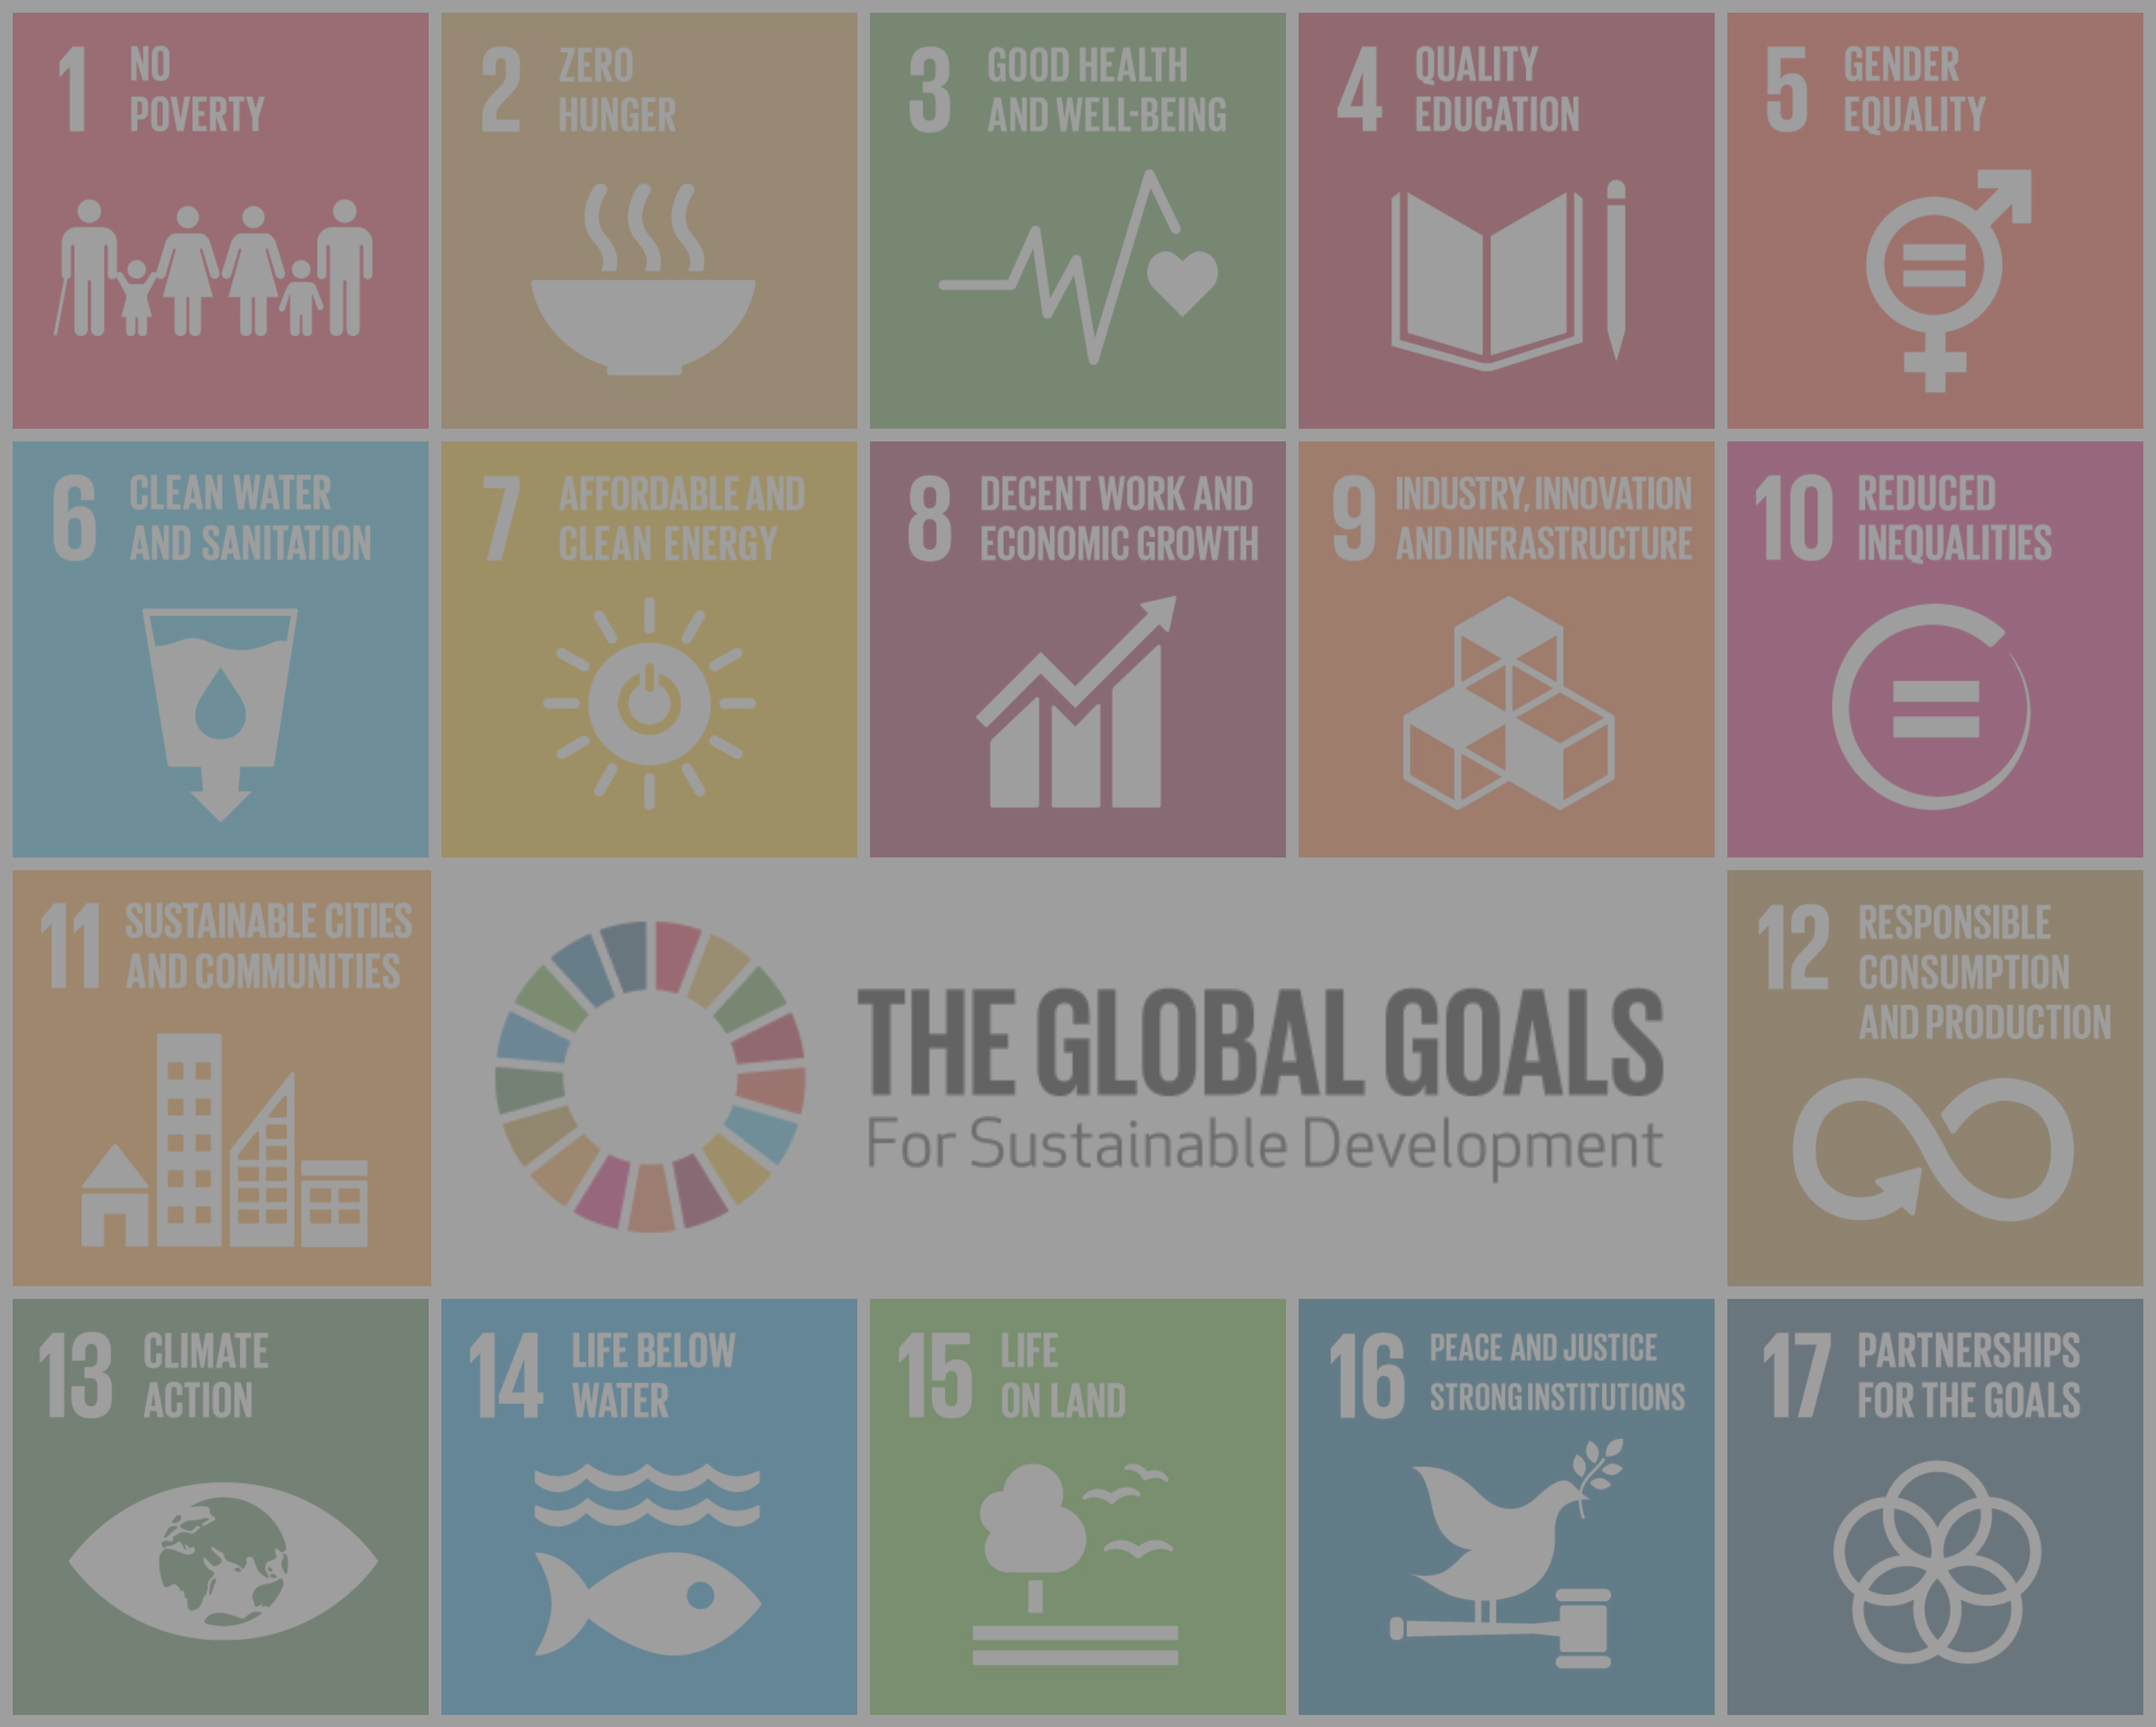 1 NO
POVERTY
2 ZERO
HUNGER
3 GOOD HEALTH
AND WELL-BEING
4 QUALITY
EDUCATION
5 GENDER
EQUALITY
6 CLEAN WATER
AND SANITATION
7 AFFORDABLE AND
CLEAN ENERGY
8 DECENT WORK AND
ECONOMIC GROWTH
9 INDUSTRY, INNOVATION
AND INFRASTRUCTURE
10 REDUCED
INEQUALITIES
11 SUSTAINABLE CITIES
AND COMMUNITIES
THE GLOBAL GOALS
For Sustainable Development
12 RESPONSIBLE
CONSUMPTION
AND PRODUCTION
13 CLIMATE
ACTION
14 LIFE BELOW
WATER
15 LIFE
ON LAND
16 PEACE AND JUSTICE
STRONG INSTITUTIONS
17 PARTNERSHIPS
FOR THE GOALS